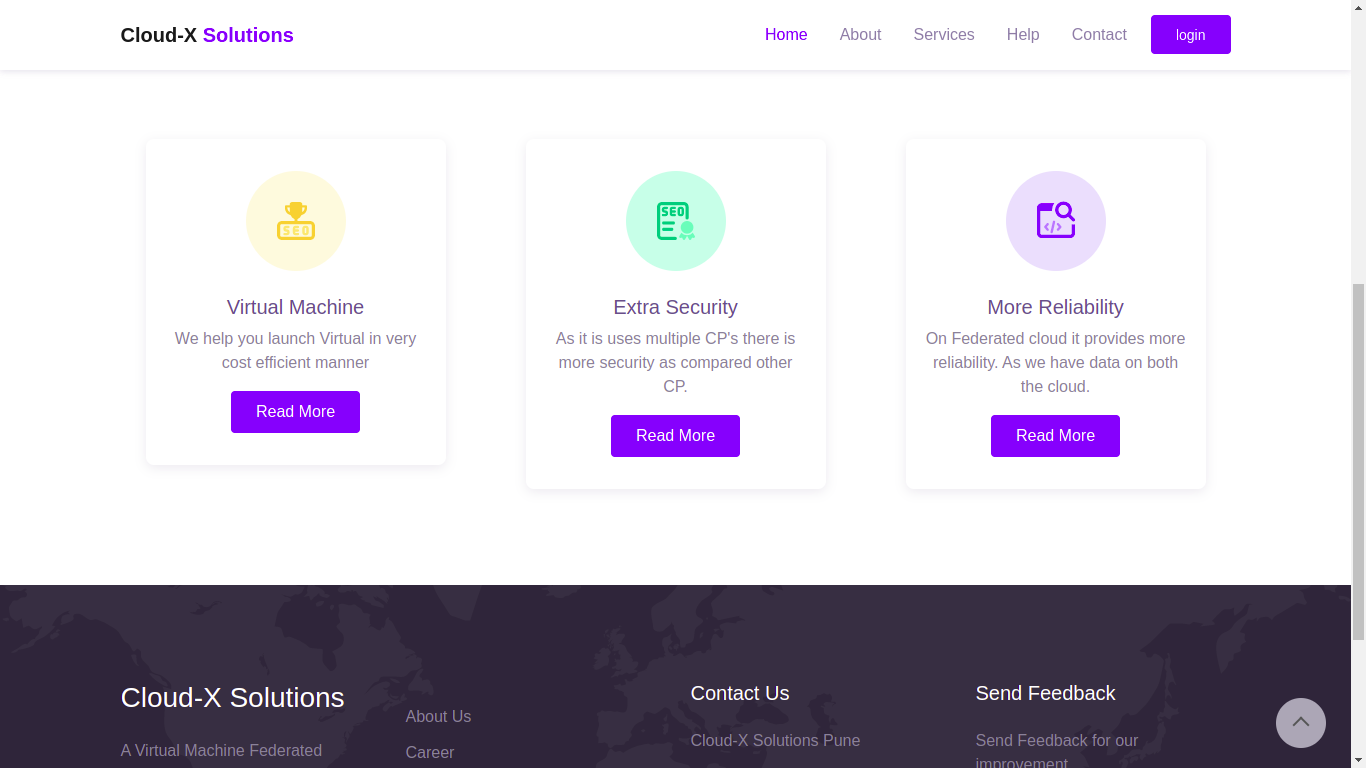 Cloud-X Solutions
Home About Services Help Contact login
SEO
SEO
Virtual Machine
We help you launch Virtual in very
cost efficient manner
Read More
Extra Security
As it is uses multiple CP's there is
more security as compared other
CP.
Read More
More Reliability
On Federated cloud it provides more
reliability. As we have data on both
the cloud.
Read More
Cloud-X Solutions
A Virtual Machine Federated
About Us
Career
Contact Us
Cloud-X Solutions Pune
Send Feedback
Send Feedback for our
improvement